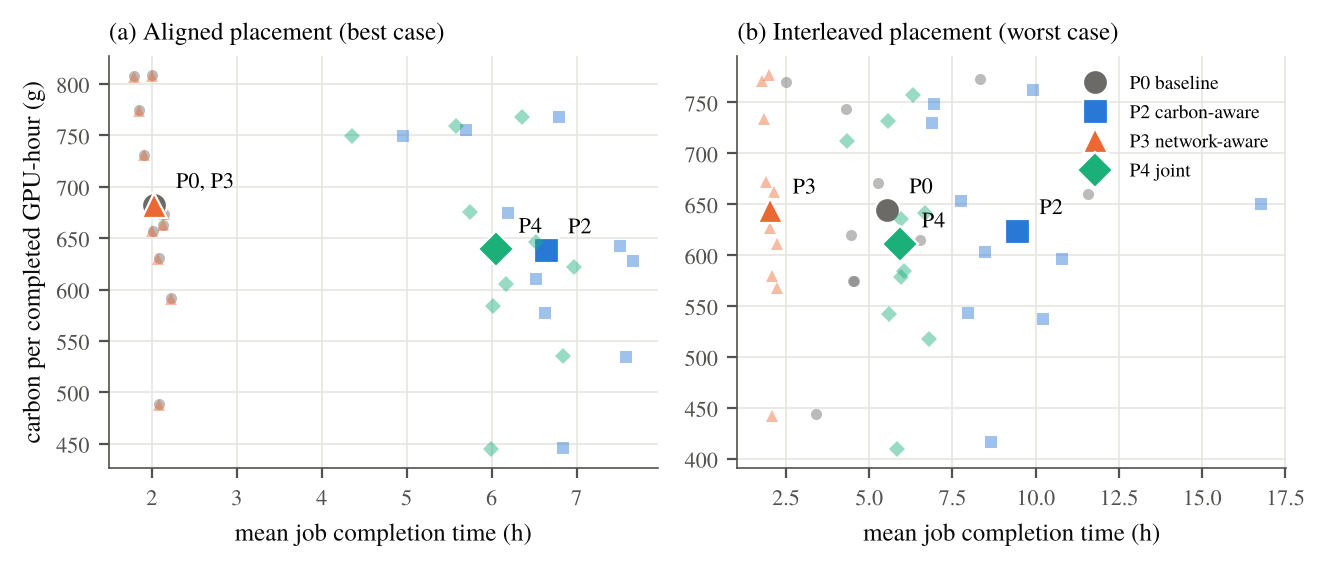 (a) Aligned placement (best case)
carbon per completed GPU-hour (g)
800
750
700
650
600
550
500
450
P0, P3
P4
P2
2
3
4
5
6
7
mean job completion time (h)
(b) Interleaved placement (worst case)
750
700
650
600
550
500
450
400
P0 baseline
P2 carbon-aware
P3 network-aware
P4 joint
P3
P0
P4
P2
2.5
5.0
7.5
10.0
12.5
15.0
17.5
mean job completion time (h)